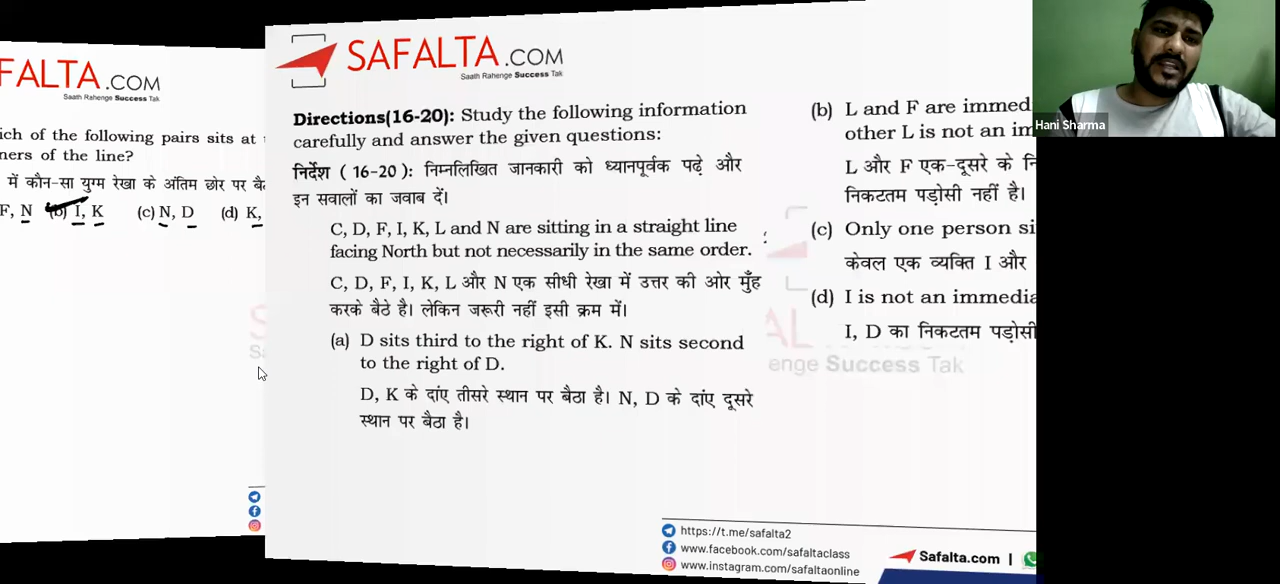 FALTA.COM
Saath Rahenge Success Tak
ich of the following pairs sits at
ners of the line?
में कौन-सा युग्म रेखा के अंतिम छोर पर
F, N (b) I, K (c) N, D (d) K,
SAFALTA.COM
Saath Rahenge Success Tak
Directions(16-20): Study the following information
carefully and answer the given questions:
निर्देश ( 16-20 ): निम्नलिखित जानकारी को ध्यानपूर्वक पढ़े और
इन सवालों का जवाब दें।
C, D, F, I, K, L and N are sitting in a straight line
facing North but not necessarily in the same order.
C, D, F, I, K, L और N एक सीधी रेखा में उत्तर की ओर मुँह
करके बैठे है। लेकिन जरूरी नहीं इसी क्रम में।
(a) D sits third to the right of K. N sits second
to the right of D.
D, K के दांए तीसरे स्थान पर बैठा है। N, D के दांए दूसरे
स्थान पर बैठा है।
(b) L and F are immed
other L is not an im
L और F एक-दूसरे के नि
निकटतम पड़ोसी नहीं है।
(c) Only one person si
केवल एक व्यक्ति I और
(d) I is not an immedia
I, D का निकटतम पड़ोसी
enge Success Tak
https://t.me/safalta2
www.facebook.com/safaltaclass
www.instagram.com/safaltaonline
Safalta.com |
Hani Sharma